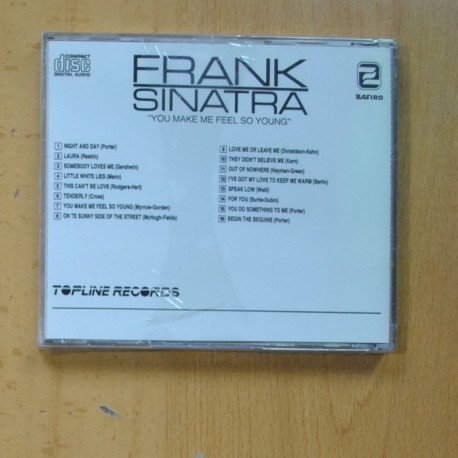 COMPACT
disc
DIGITAL AUDIO
FRANK
SINATRA
"YOU MAKE ME FEEL SO YOUNG"
ZAFIRO
1 NIGHT AND DAY (Porter)
2 LAURA (Raskin)
3 SOMEBODY LOVES ME (Gershwin)
4 LITTLE WHITE LIES (Menn)
5 THIS CAN'T BE LOVE (Rodgers-Hart)
6 TENDERLY (Cross)
7 YOU MAKE ME FEEL SO YOUNG (Myrrow-Gordon)
8 ON TE SUNNY SIDE OF THE STREET (McHugh-Fields)
9 LOVE ME OR LEAVE ME (Donaldson-Kahn)
10 THEY DIDN'T BELIEVE ME (Kern)
11 OUT OF NOWHERE (Heyman-Green)
12 I'VE GOT MY LOVE TO KEEP ME WARM (Berlin)
13 SPEAK LOW (Weill)
14 FOR YOU (Burke-Dubin)
15 YOU DO SOMETHING TO ME (Porter)
16 BEGIN THE BEGUINE (Porter)
TOPLINE RECORDS